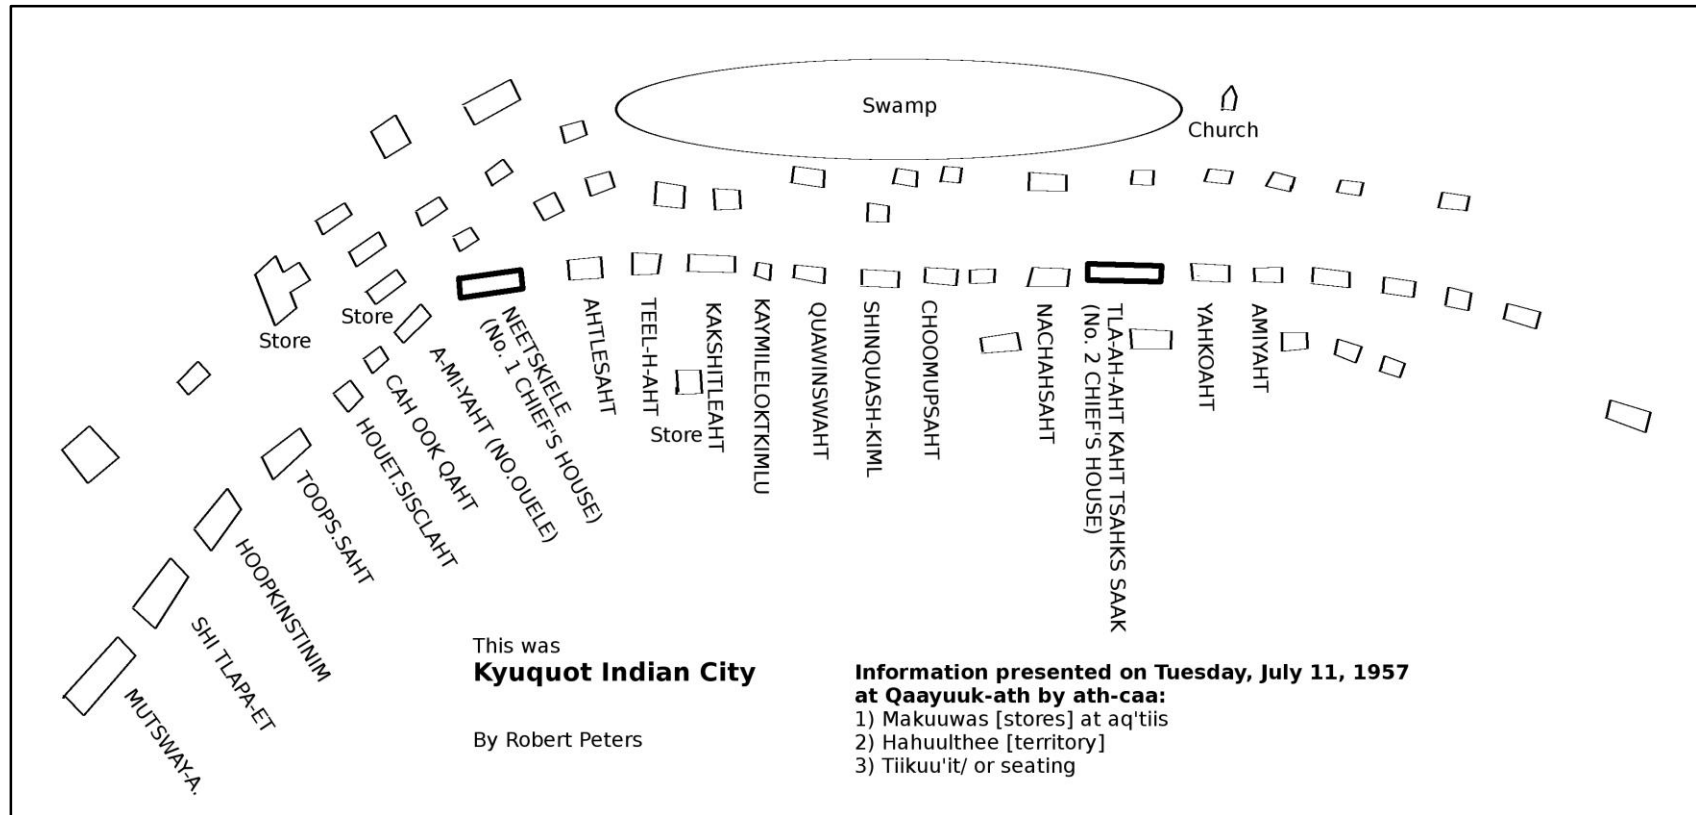 Swamp
Church
Store
Store
Store
MUTSWAY-A.
SHI TLAPA-ET
HOOPKINSTINIM
TOOPS.SAHT
HOUET.SISCLAHT
CAH OOK QAHT
A-MI-YAHT (NO.OUELE)
NEETSKIELE
(No. 1 CHIEF'S HOUSE)
AHTLESAHT
TEEL-H-AHT
KAKSHITLEAHT
KAYMILELOKTKIMLU
QUAWINSWAHT
SHINQUASH-KIML
CHOOMUPSAHT
NACHAHSAHT
TLA-AH-AHT KAHT TSAHKS SAAK
(No. 2 CHIEF'S HOUSE)
YAHKOAHT
AMIYAHT
This was
Kyuquot Indian City
By Robert Peters
Information presented on Tuesday, July 11, 1957
at Qaayuuk-ath by ath-caa:
1) Makuuwas [stores] at aq'tiis
2) Hahuulthee [territory]
3) Tiikuu'it/ or seating